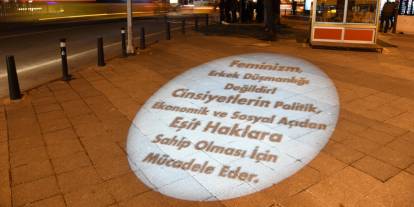 Feminizm,
Erkek Düşmanlığı
Değildir!
Cinsiyetlerin Politik,
Ekonomik ve Sosyal Açıdan
Eşit Haklara
Sahip Olması İçin
Mücadele Eder.